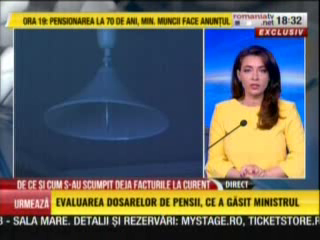 ORA 19: PENSIONAREA LA 70 DE ANI, MIN. MUNCII FACE ANUNȚUL
romania tv.net
18:32
EXCLUSIV
DE CE ȘI CUM S-AU SCUMPIT DEJA FACTURILE LA CURENT
DIRECT
URMEAZĂ
EVALUAREA DOSARELOR DE PENSII, CE A GĂSIT MINISTRUL
3 - SALA MARE. DETALII ȘI REZERVĂRI: MYSTAGE.RO, TICKETSTORE.F